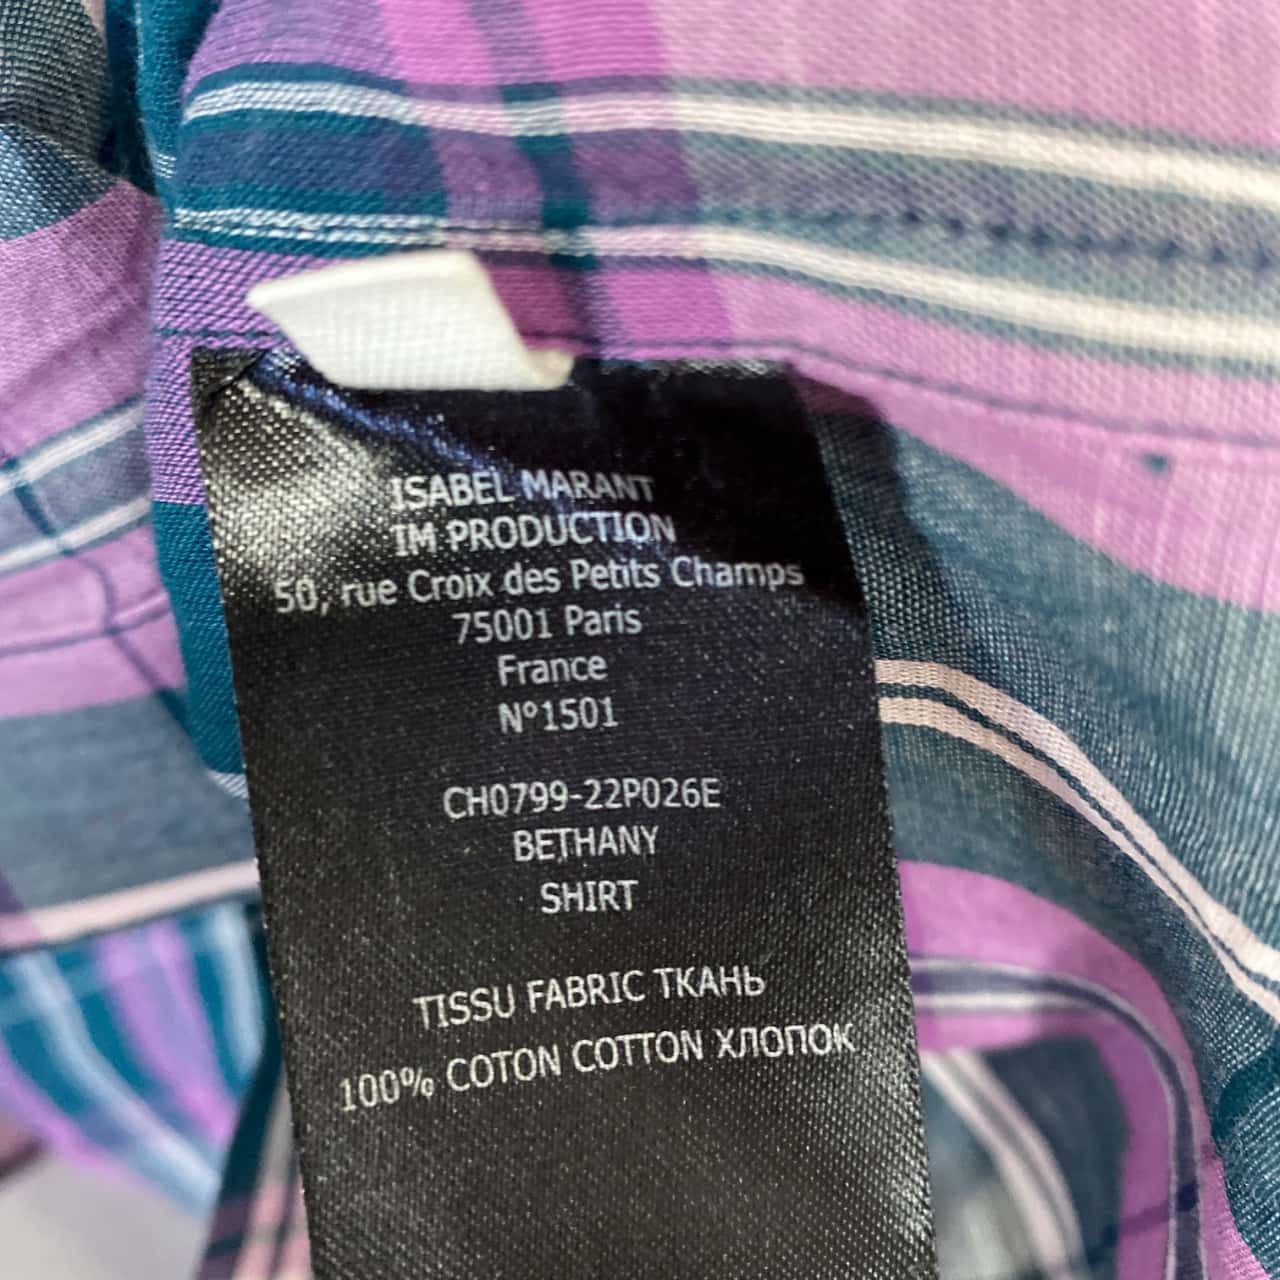 ISABEL MARANT
IM PRODUCTION
50, rue Croix des Petits Champs
75001 Paris
France
N°1501
CH0799-22P026E
BETHANY
SHIRT
TISSU FABRIC ТКАНЬ
100% COTON COTTON ХЛОПОК